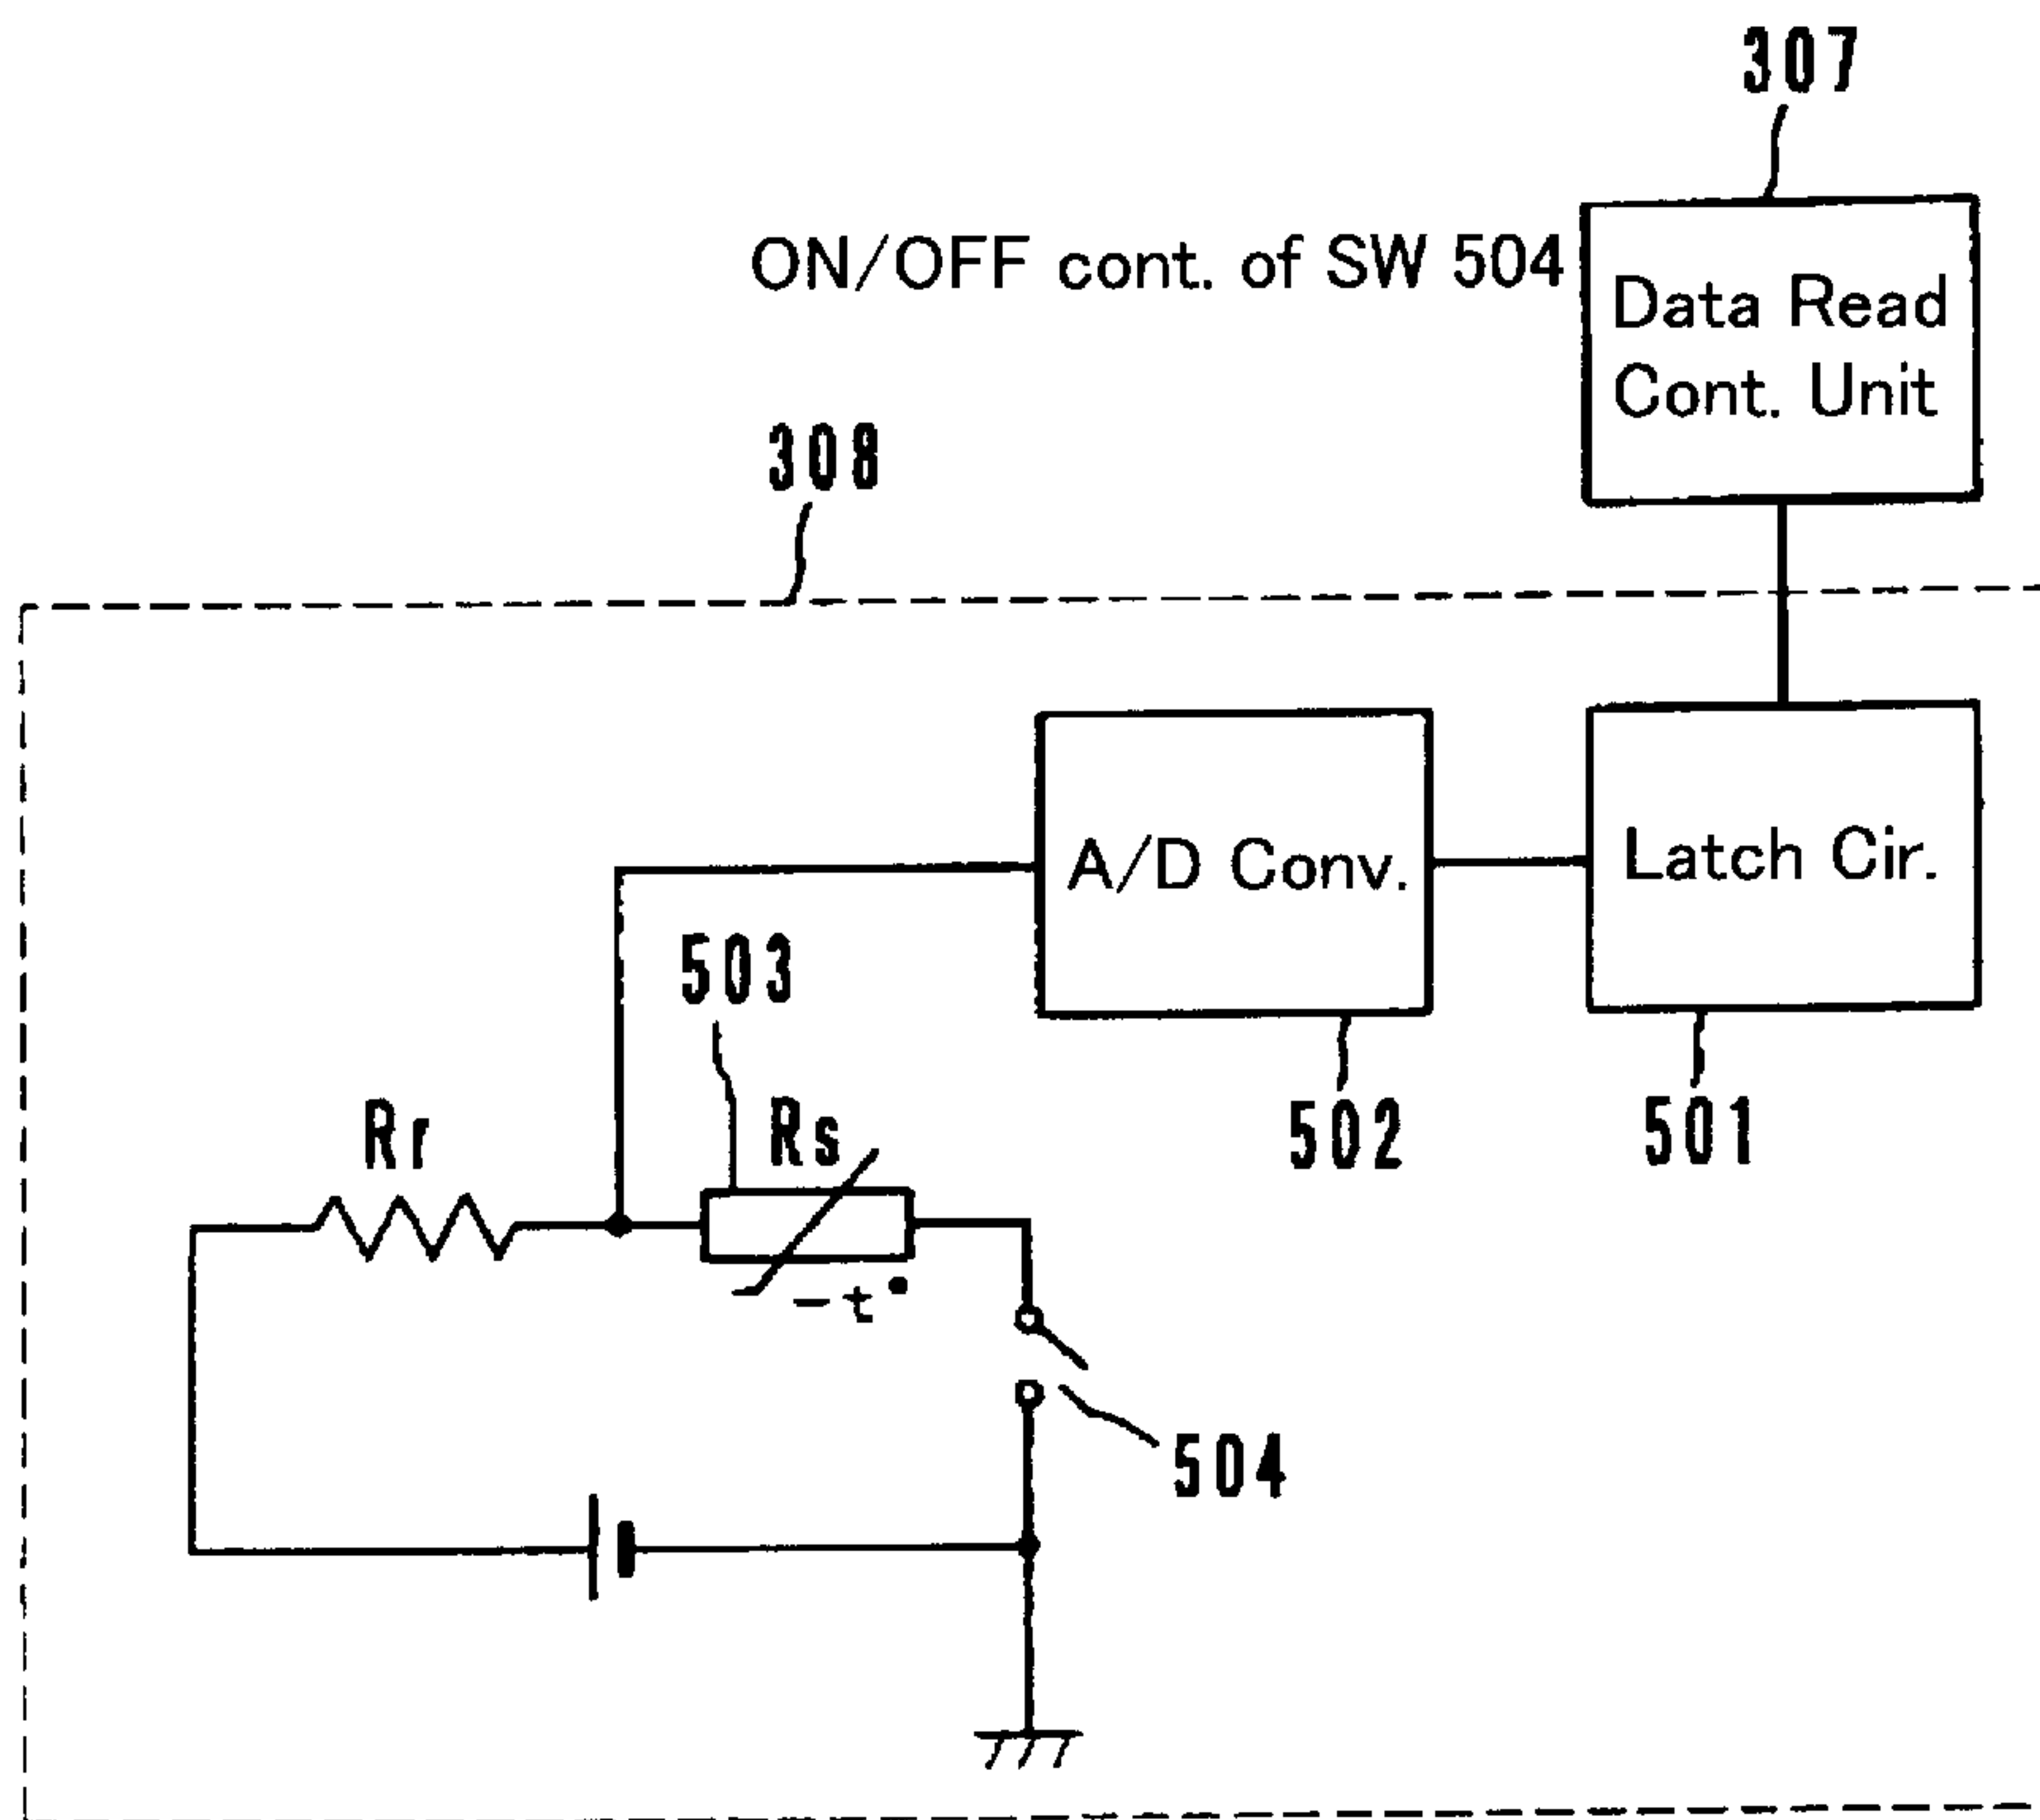 307
ON/OFF cont. of SW 504
Data Read
Cont. Unit
308
A/D Conv.
Latch Cir.
503
Rr
Rs
502
501
-t°
504